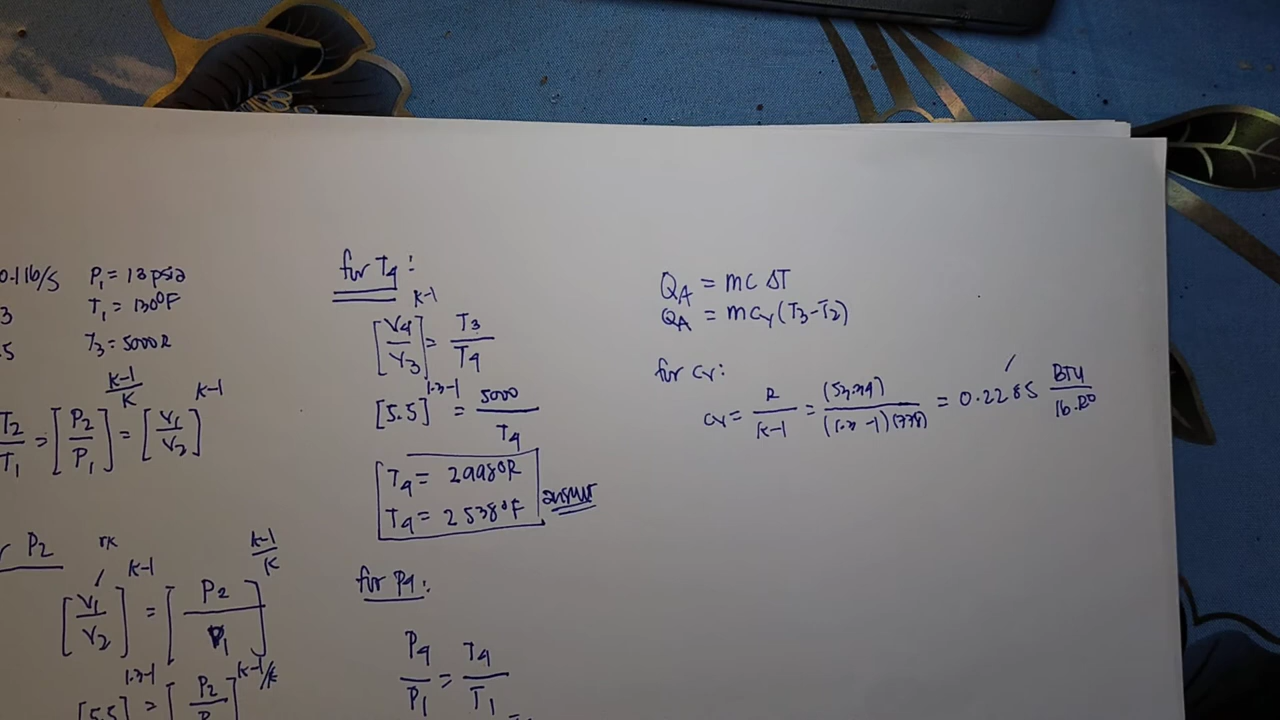 0.1 lb/s P₁ = 13 psia
3 T₁ = 130°F
.5 T₃ = 5000R
T₂/T₁ = [P₂/P₁]^(K-1/K) = [V₁/V₂]^(K-1)
r P₂
rK
[V₁/V₂]^(K-1) = [P₂/P₁]^(K-1/K)
[5.5]^(1.3-1) = [P₂/P]^(K-1/K)
for T₄:
[V₄/V₃]^(K-1) = T₃/T₄
[5.5]^(1.3-1) = 5000/T₄
T₄ = 2998°R
T₄ = 2538°F answer
for P₄:
P₄/P₁ = T₄/T₁
Q_A = mC ΔT
Q_A = mCv(T₃-T₂)
for Cv:
Cv = R/(K-1) = (53.34)/((1.3-1)(778)) = 0.2285 BTU/lb.R°